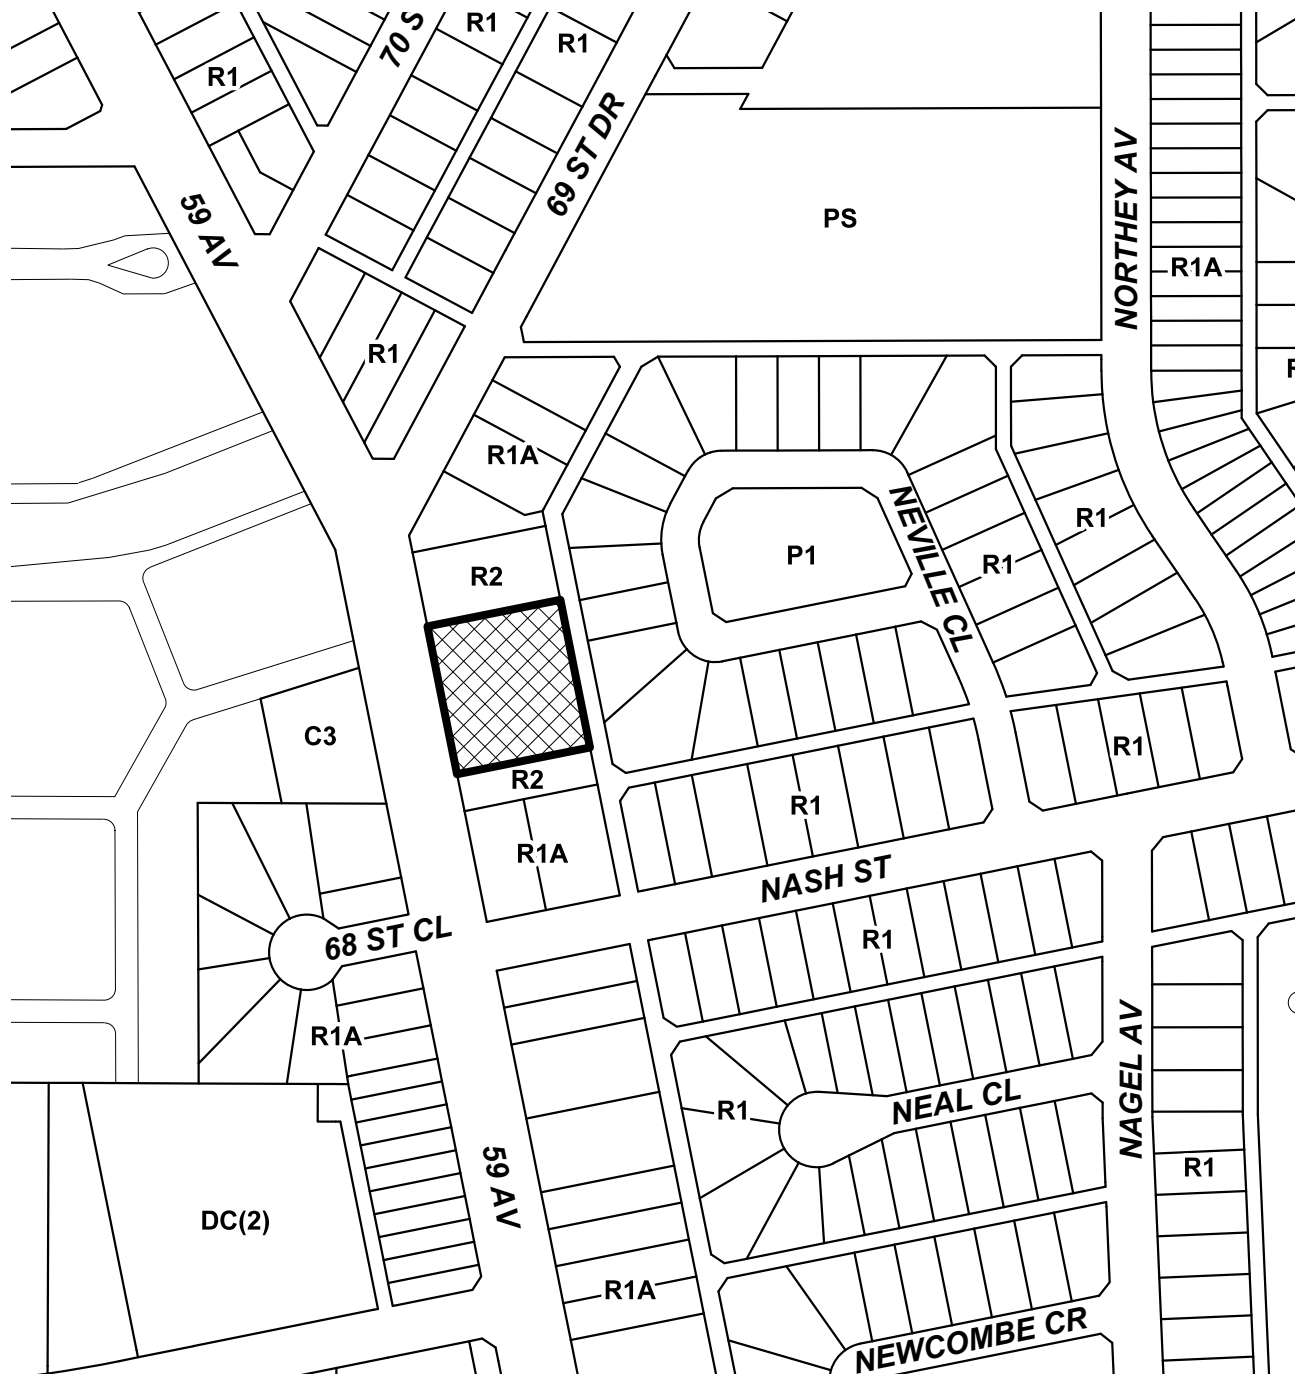 R1
70 S
R1
R1
69 ST DR
59 AV
PS
NORTHEY AV
R1A
R1
R1A
R1
NEVILLE CL
P1
R1
R2
C3
R2
R1
R1
R1A
NASH ST
68 ST CL
R1
R1A
R1
NEAL CL
NAGEL AV
59 AV
R1
DC(2)
R1A
NEWCOMBE CR